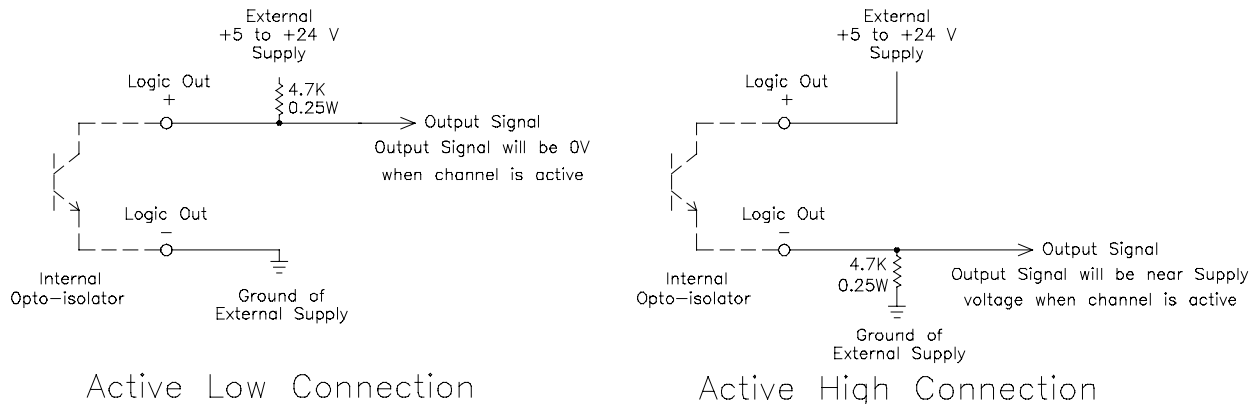 External
+5 to +24 V
Supply
Logic Out
+
4.7K
0.25W
Output Signal
Output Signal will be 0V
when channel is active
Logic Out
–
Internal
Opto-isolator
Ground of
External Supply
Active Low Connection
External
+5 to +24 V
Supply
Logic Out
+
Logic Out
–
4.7K
0.25W
Output Signal
Output Signal will be near Supply
voltage when channel is active
Internal
Opto-isolator
Ground of
External Supply
Active High Connection